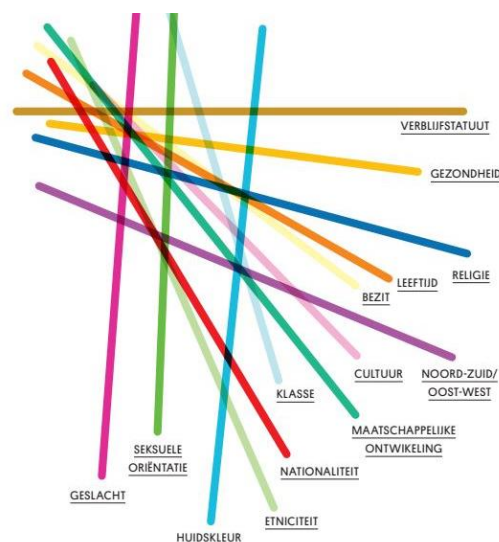 VERBLIJFSTATUUT
GEZONDHEID
RELIGIE
LEEFTIJD
BEZIT
NOORD-ZUID/
OOST-WEST
CULTUUR
KLASSE
MAATSCHAPPELIJKE
ONTWIKELING
SEKSUELE
ORIËNTATIE
NATIONALITEIT
GESLACHT
ETNICITEIT
HUIDSKLEUR